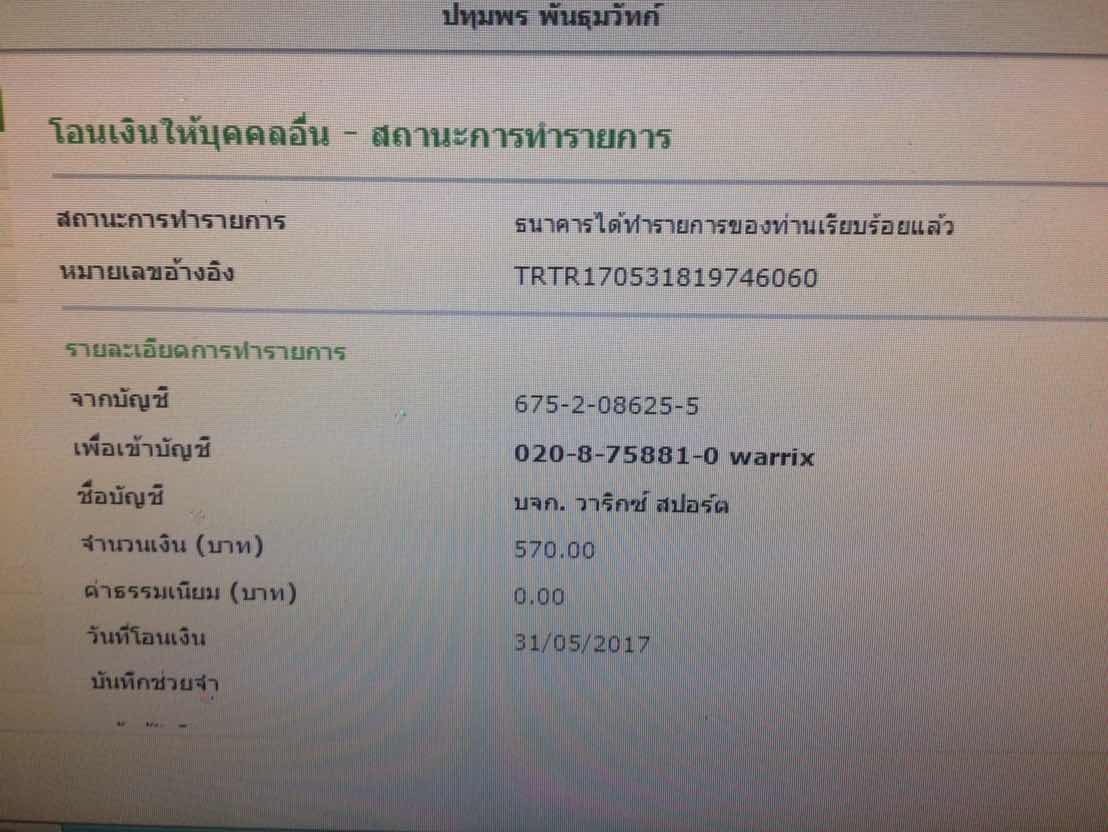 ปทุมพร พันธุมวัทก์
โอนเงินให้บุคคลอื่น - สถานะการทำรายการ
สถานะการทำรายการ ธนาคารได้ทำรายการของท่านเรียบร้อยแล้ว
หมายเลขอ้างอิง TRTR170531819746060
รายละเอียดการทำรายการ
จากบัญชี 675-2-08625-5
เพื่อเข้าบัญชี 020-8-75881-0 warrix
ชื่อบัญชี บจก. วาริกซ์ สปอร์ต
จำนวนเงิน (บาท) 570.00
ค่าธรรมเนียม (บาท) 0.00
วันที่โอนเงิน 31/05/2017
บันทึกช่วยจำ